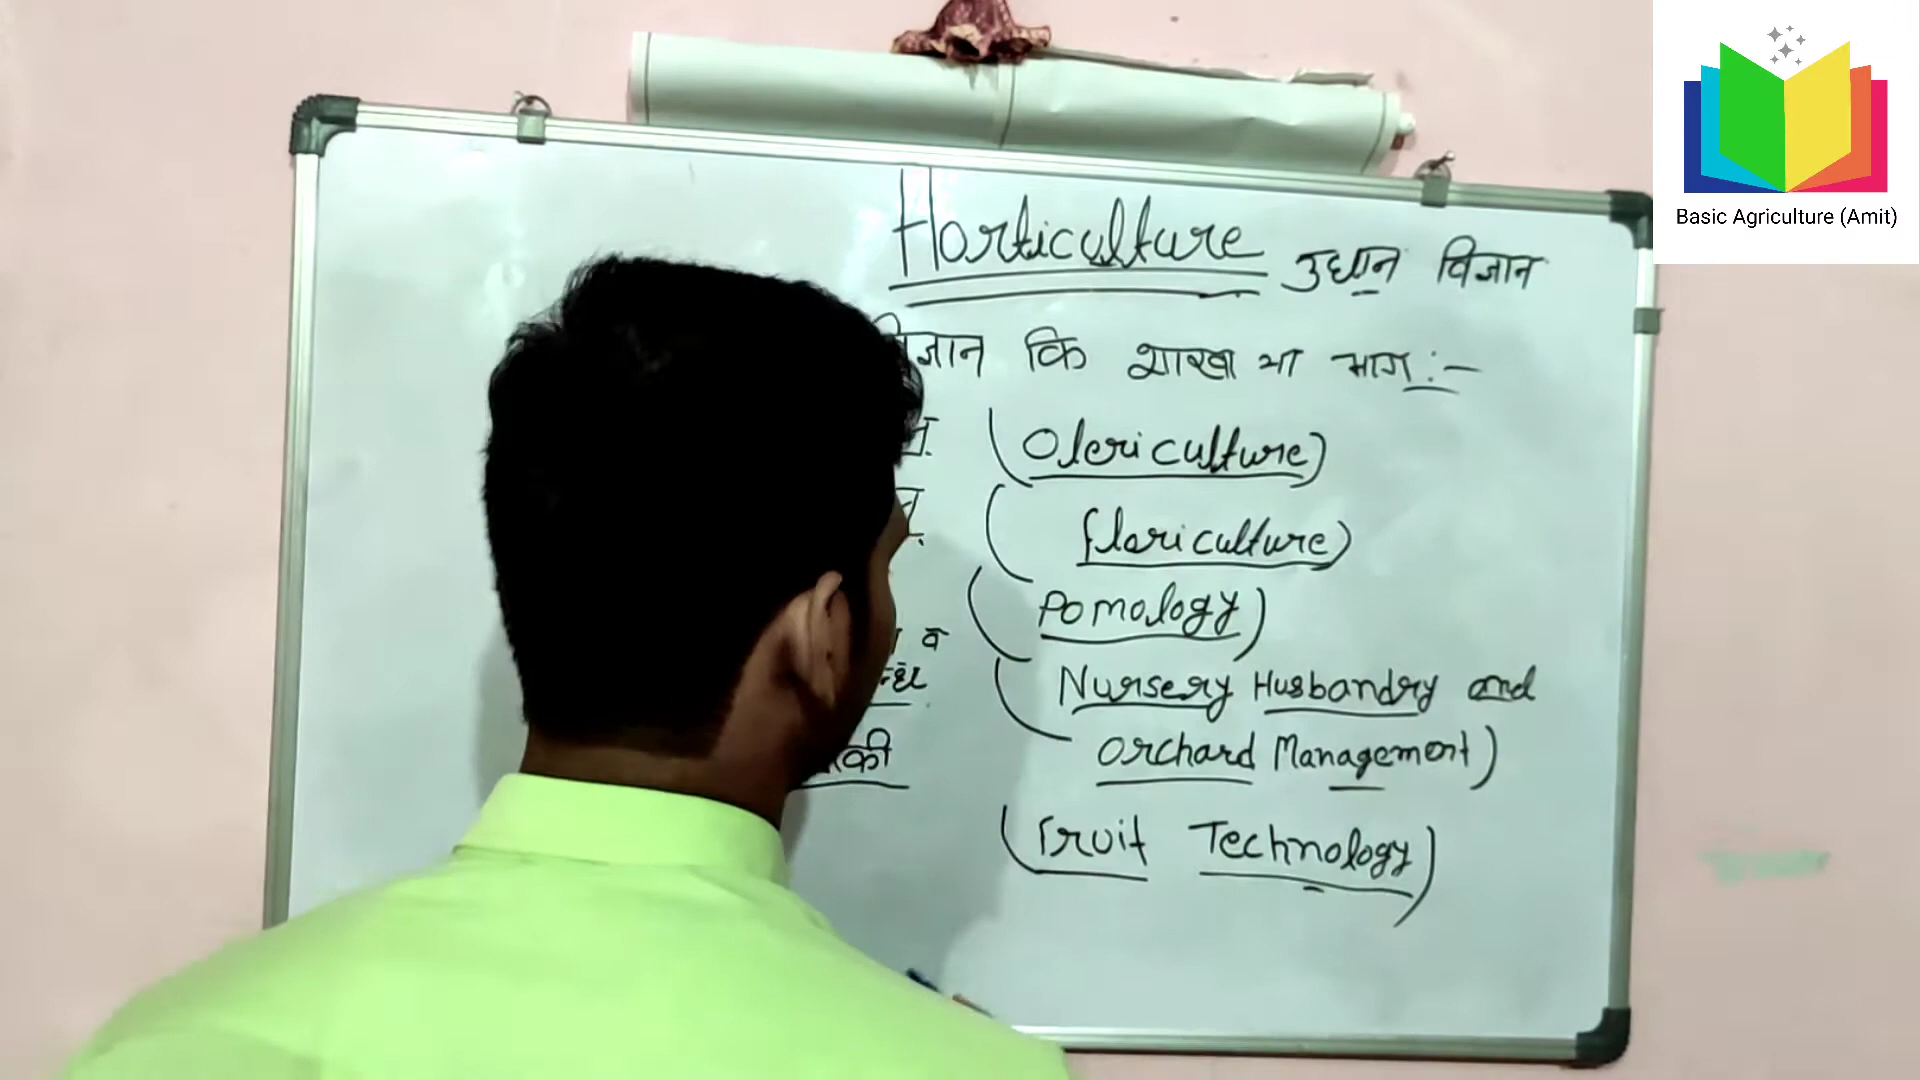 Horticulture उद्यान विज्ञान
विज्ञान कि शाखा या भाग :-
(Olericulture)
(floriculture)
(Pomology)
व
(Nursery Husbandry and
Orchard Management)
(Fruit Technology)
Basic Agriculture (Amit)